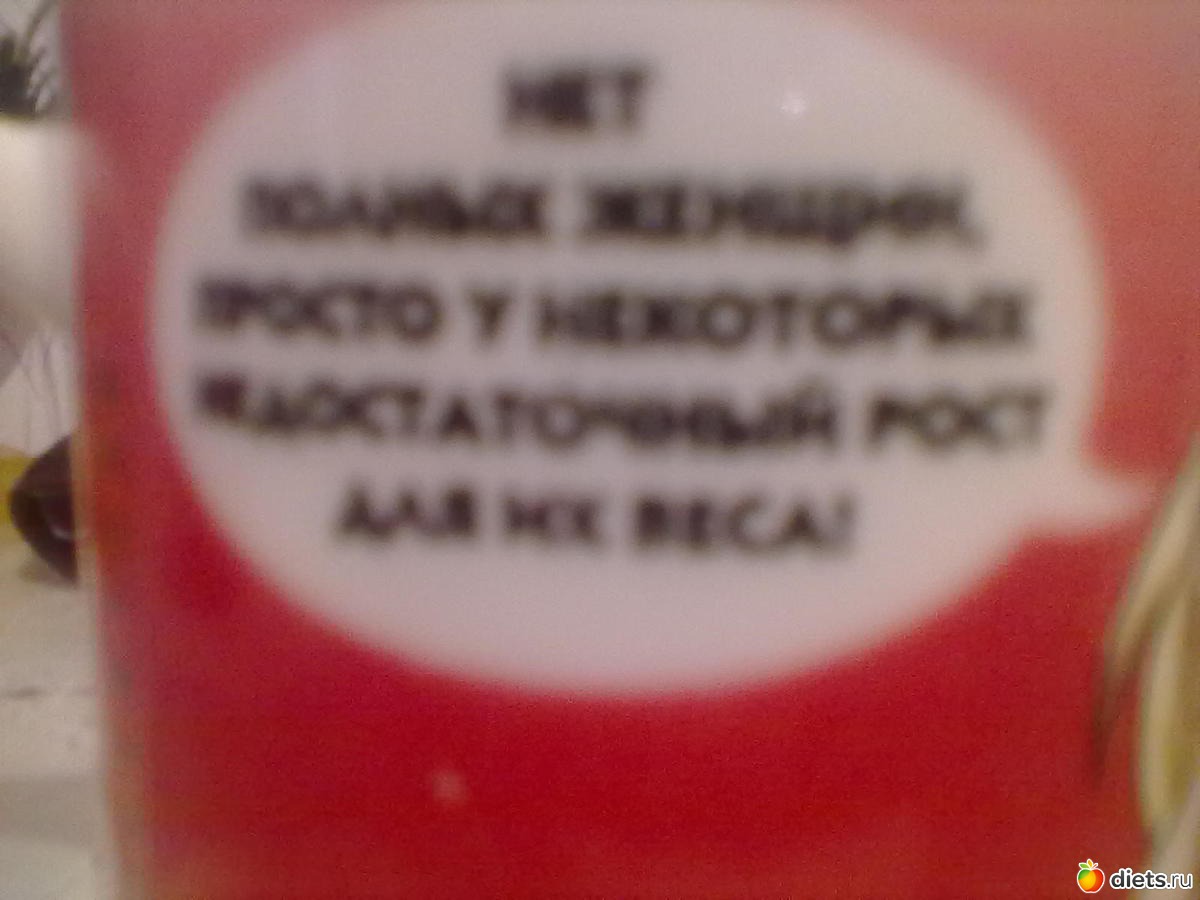 НЕТ
ПОЛНЫХ ЖЕНЩИН,
ПРОСТО У НЕКОТОРЫХ
НЕДОСТАТОЧНЫЙ РОСТ
ДЛЯ ИХ ВЕСА!
diets.ru